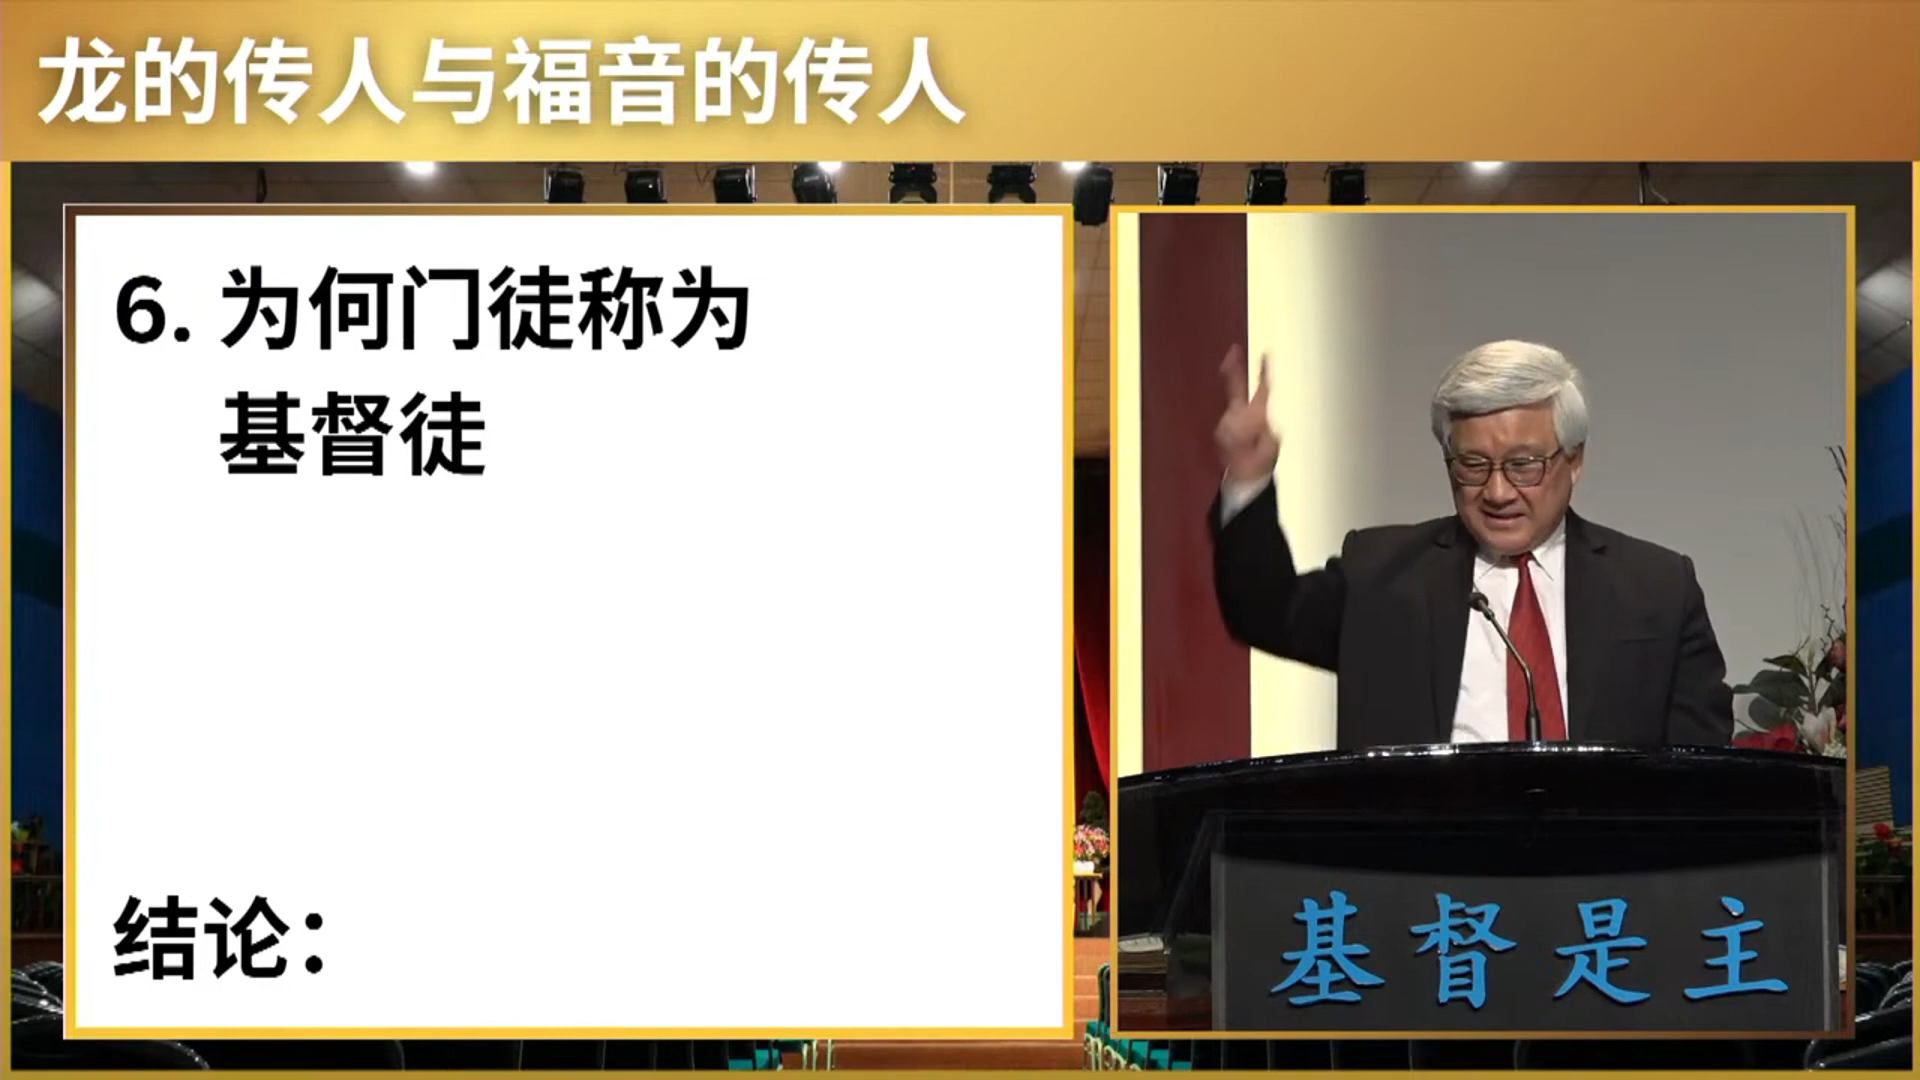 龙的传人与福音的传人
6. 为何门徒称为
基督徒
结论：
基督是主